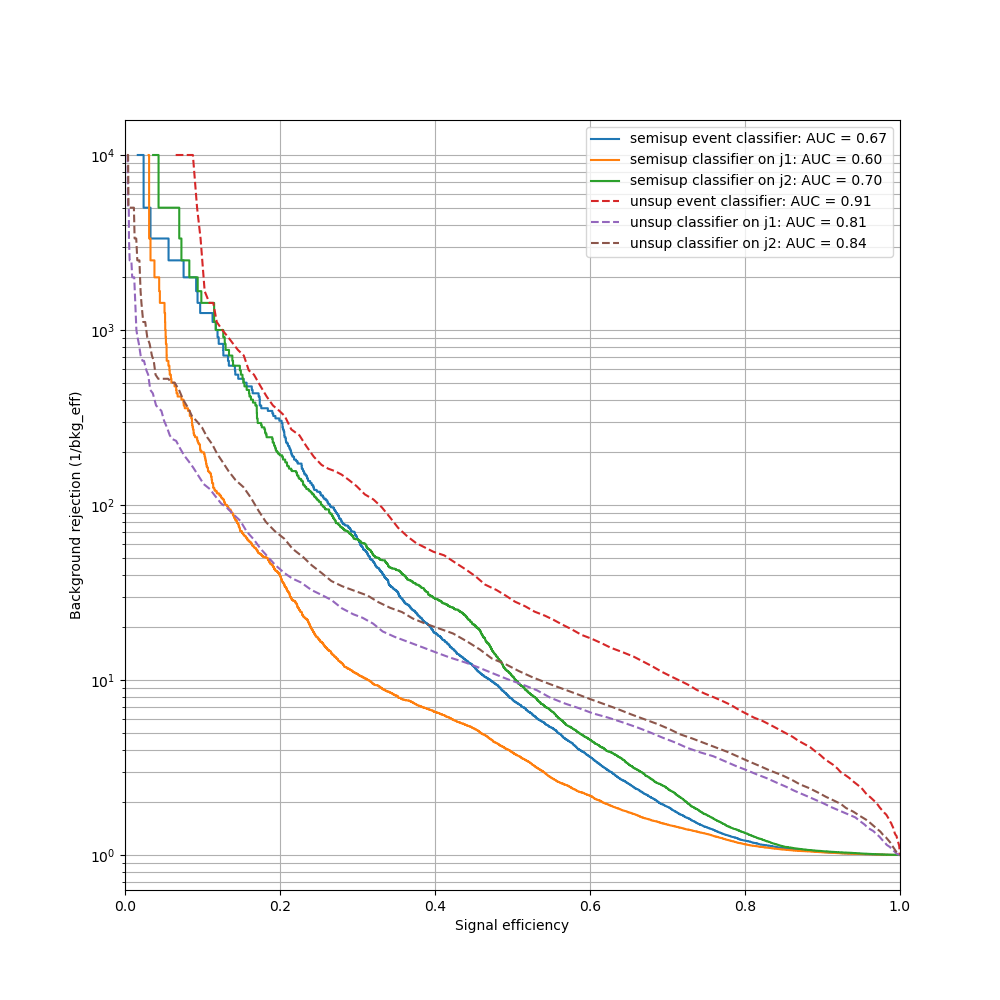 semisup event classifier: AUC = 0.67
semisup classifier on j1: AUC = 0.60
semisup classifier on j2: AUC = 0.70
unsup event classifier: AUC = 0.91
unsup classifier on j1: AUC = 0.81
unsup classifier on j2: AUC = 0.84
Background rejection (1/bkg_eff)
10⁴
10³
10²
10¹
10⁰
0.0 0.2 0.4 0.6 0.8 1.0
Signal efficiency